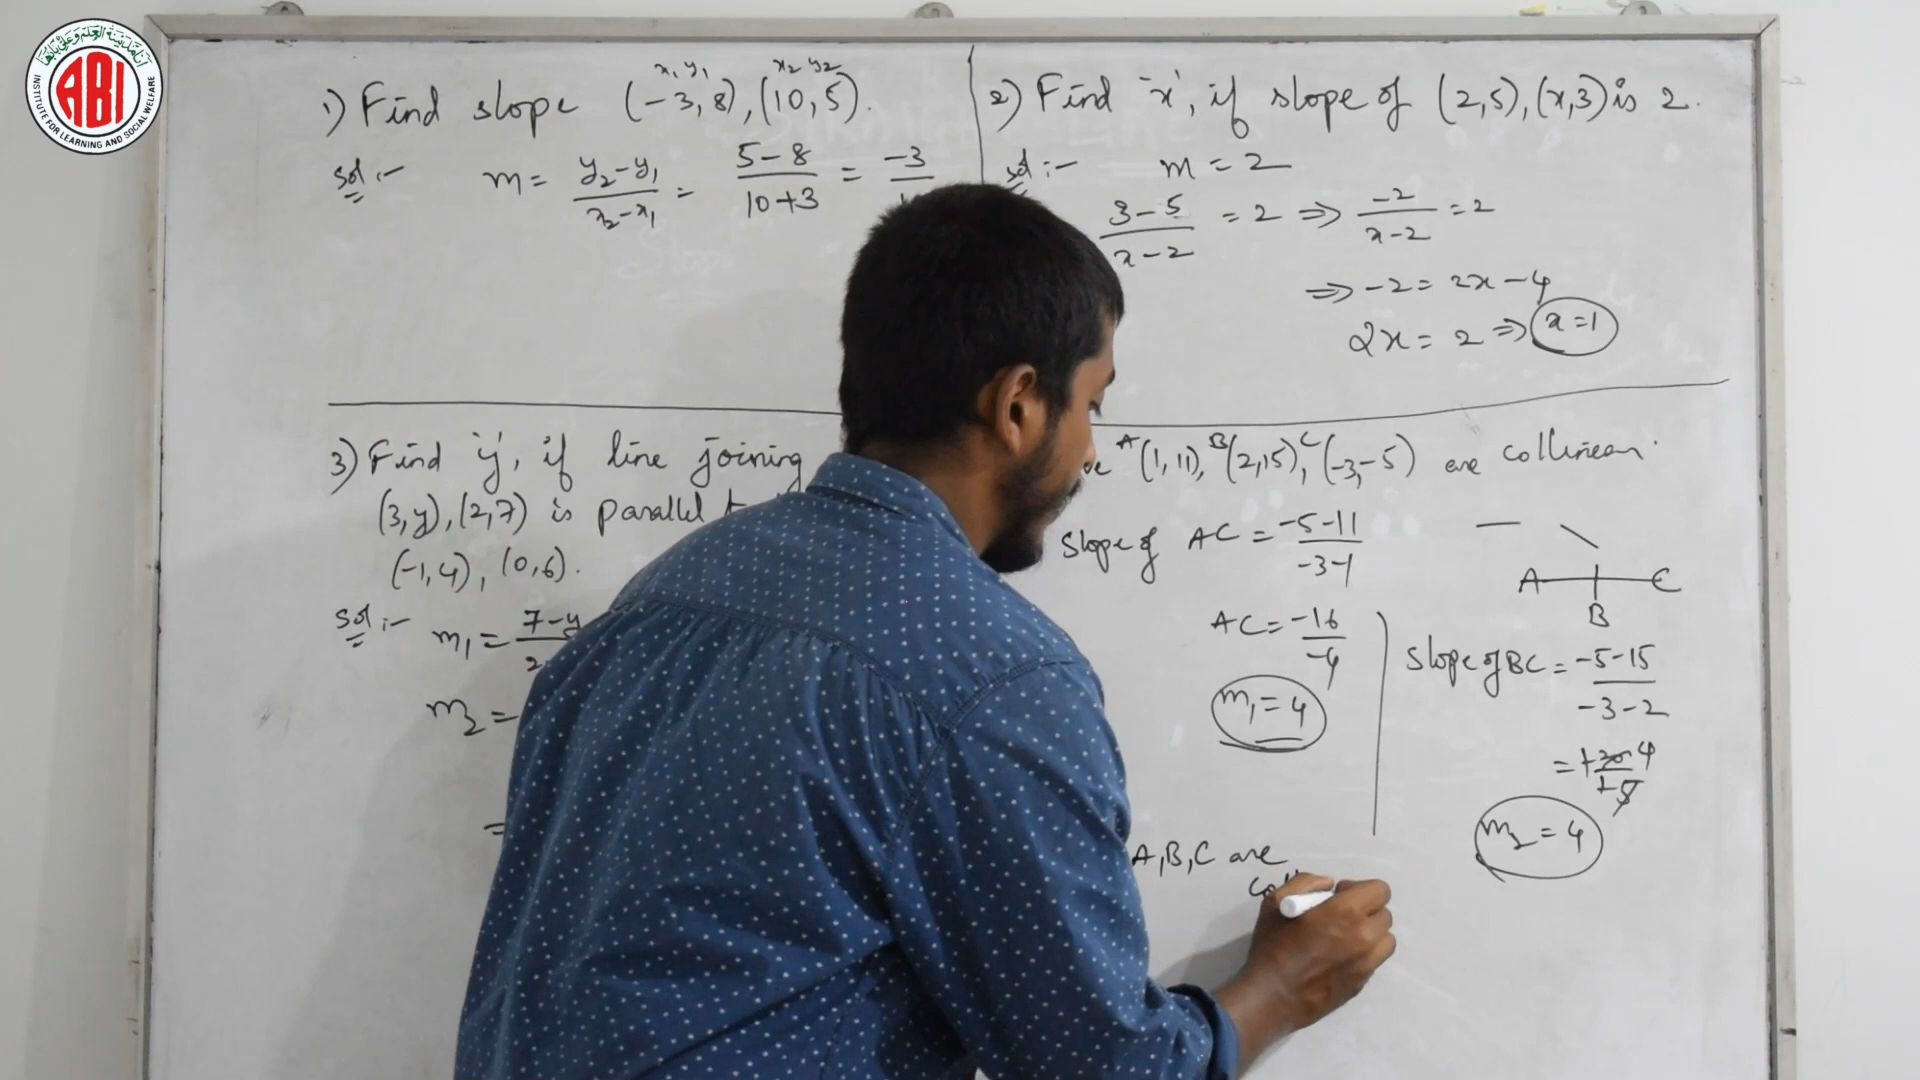 ABI
INSTITUTE FOR LEARNING AND SOCIAL WELFARE
1) Find slope (-3, 8), (10, 5).
x₁ y₁ x₂ y₂
Sol :- m = y₂-y₁/x₂-x₁ = 5-8/10+3 = -3
2) Find 'x', if slope of (2,5), (x,3) is 2.
sol :- m = 2
3-5/x-2 = 2 ⇒ -2/x-2 = 2
⇒ -2 = 2x-4
2x = 2 ⇒ x=1
3) Find 'y', if line joining
(3,y), (2,7) is parallel
(-1,4), (0,6).
Sol :- m₁ = 7-y
m₂ =
=
A(1,11), B(2,15), C(-3,-5) are collinear.
Slope of AC = -5-11/-3-1
AC = -16/-4
m₁ = 4
A B C
Slope of BC = -5-15/-3-2
= +20 4/+5
m₂ = 4
A,B,C are